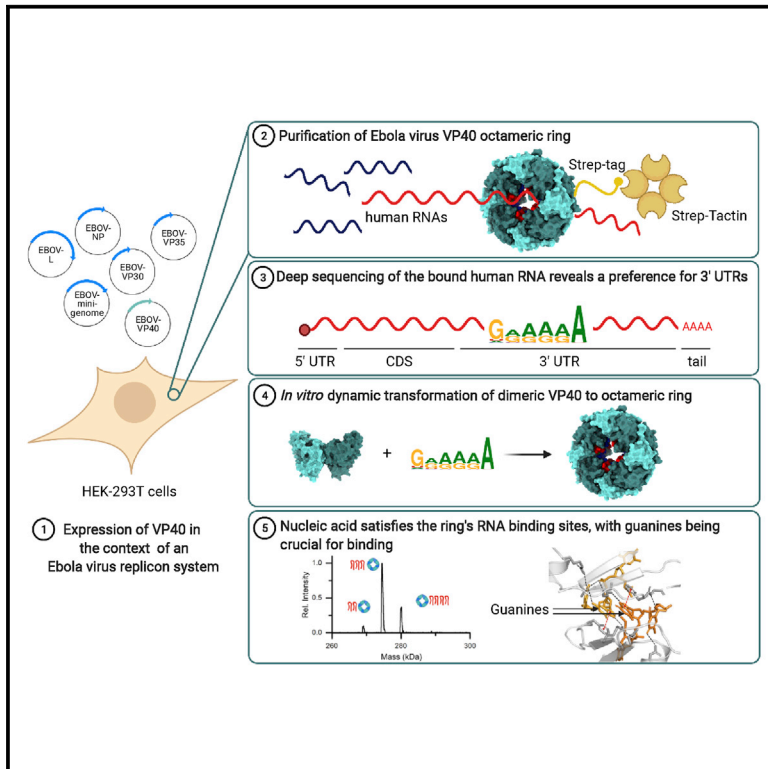 EBOV-
NP
EBOV-
VP35
EBOV-
L
EBOV-
VP30
EBOV-
mini-
genome
EBOV-
VP40
HEK-293T cells
1 Expression of VP40 in
the context of an
Ebola virus replicon system
2 Purification of Ebola virus VP40 octameric ring
Strep-tag
human RNAs
Strep-Tactin
3 Deep sequencing of the bound human RNA reveals a preference for 3' UTRs
GAAAAA
GGGG
AAAA
5' UTR CDS 3' UTR tail
4 In vitro dynamic transformation of dimeric VP40 to octameric ring
+ GAAAAA
GGGG
5 Nucleic acid satisfies the ring's RNA binding sites, with guanines being
crucial for binding
Rel. Intensity
1.0
0.5
0.0
260 280 300
Mass (kDa)
Guanines